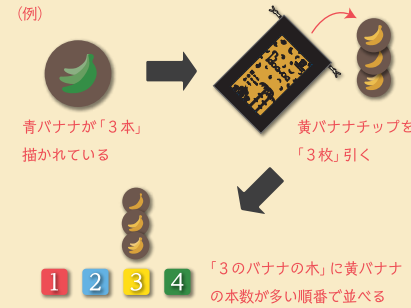 (例)
青バナナが「3本」
描かれている
黄バナナチップを
「3枚」引く
1 2 3 4
「3のバナナの木」に黄バナナ
の本数が多い順番で並べる